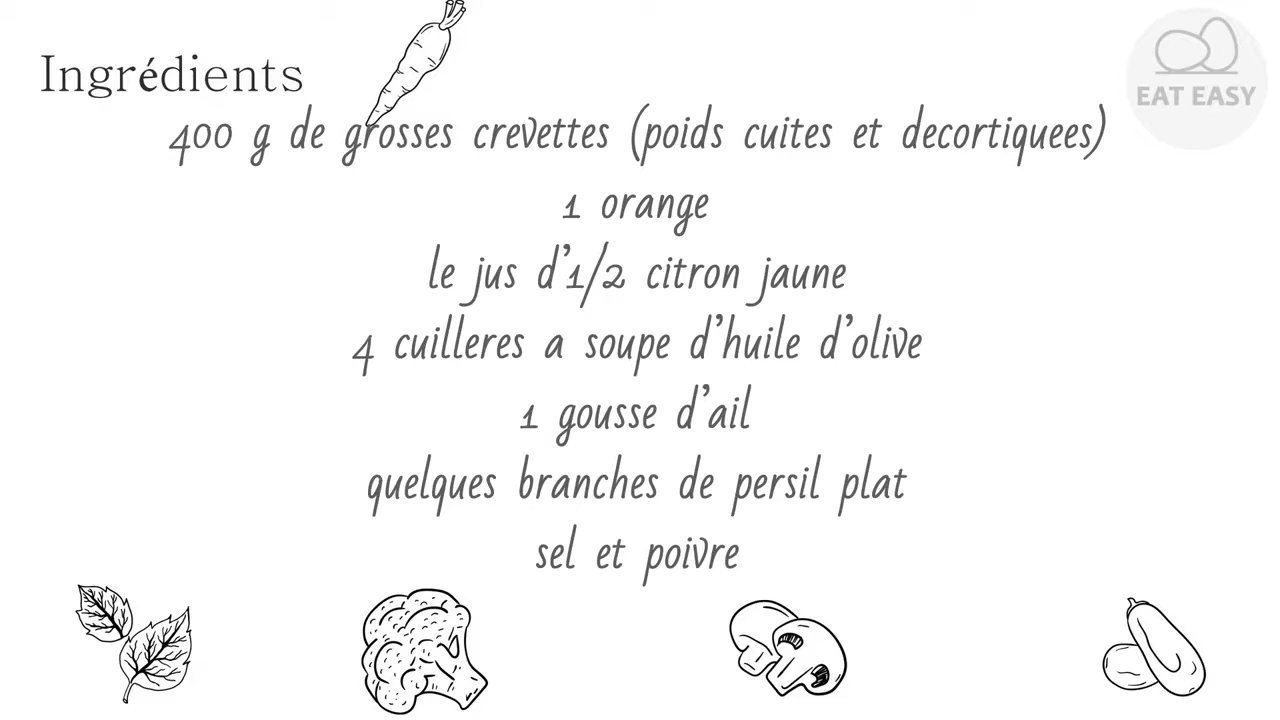 Ingrédients
EAT EASY
400 g de grosses crevettes (poids cuites et decortiquees)
1 orange
le jus d'1/2 citron jaune
4 cuilleres a soupe d'huile d'olive
1 gousse d'ail
quelques branches de persil plat
sel et poivre